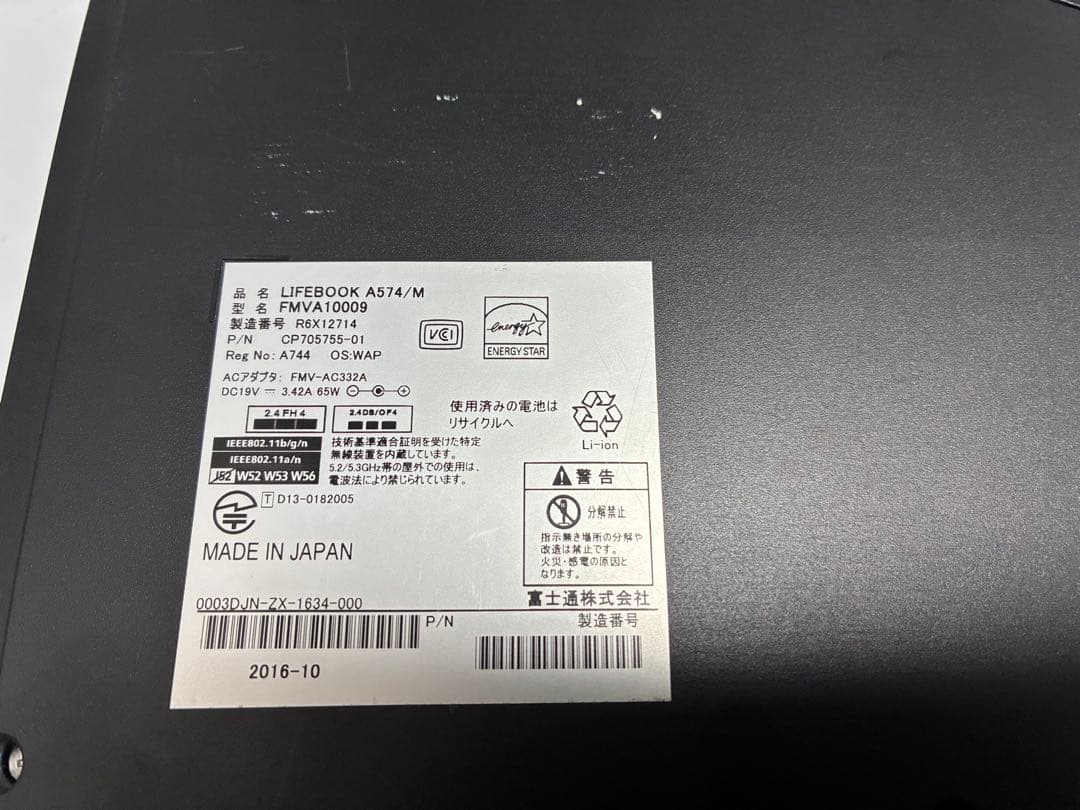 品 名 LIFEBOOK A574/M
型 名 FMVA10009
製造番号 R6X12714
P/N CP705755-01
Reg No: A744 OS:WAP
VCI
energy
ENERGY STAR
ACアダプタ: FMV-AC332A
DC19V 3.42A 65W
2.4 FH 4
2.4DS/OF4
使用済みの電池は
リサイクルへ
Li-ion
IEEE802.11b/g/n
IEEE802.11a/n
J52 W52 W53 W56
技術基準適合証明を受けた特定
無線装置を内蔵しています。
5.2/5.3GHz帯の屋外での使用は、
電波法により禁じられています。
T D13-0182005
MADE IN JAPAN
警 告
分解禁止
指示無き場所の分解や
改造は禁止です。
火災・感電の原因と
なります。
富士通株式会社
0003DJN-ZX-1634-000
P/N
製造番号
2016-10